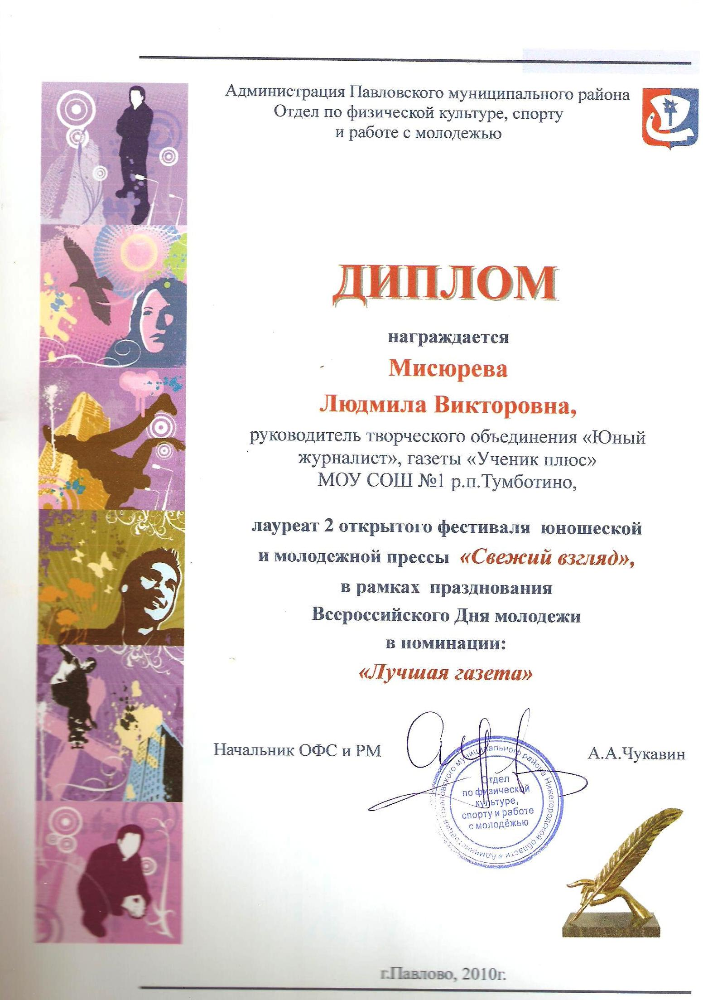 Администрация Павловского муниципального района
Отдел по физической культуре, спорту
и работе с молодежью
ДИПЛОМ
награждается
Мисюрева
Людмила Викторовна,
руководитель творческого объединения «Юный
журналист», газеты «Ученик плюс»
МОУ СОШ №1 р.п.Тумботино,
лауреат 2 открытого фестиваля юношеской
и молодежной прессы «Свежий взгляд»,
в рамках празднования
Всероссийского Дня молодежи
в номинации:
«Лучшая газета»
Начальник ОФС и РМ
А.А.Чукавин
Администрация Павловского муниципального района Нижегородской области *
Отдел
по физической
культуре,
спорту и работе
с молодёжью
г.Павлово, 2010г.